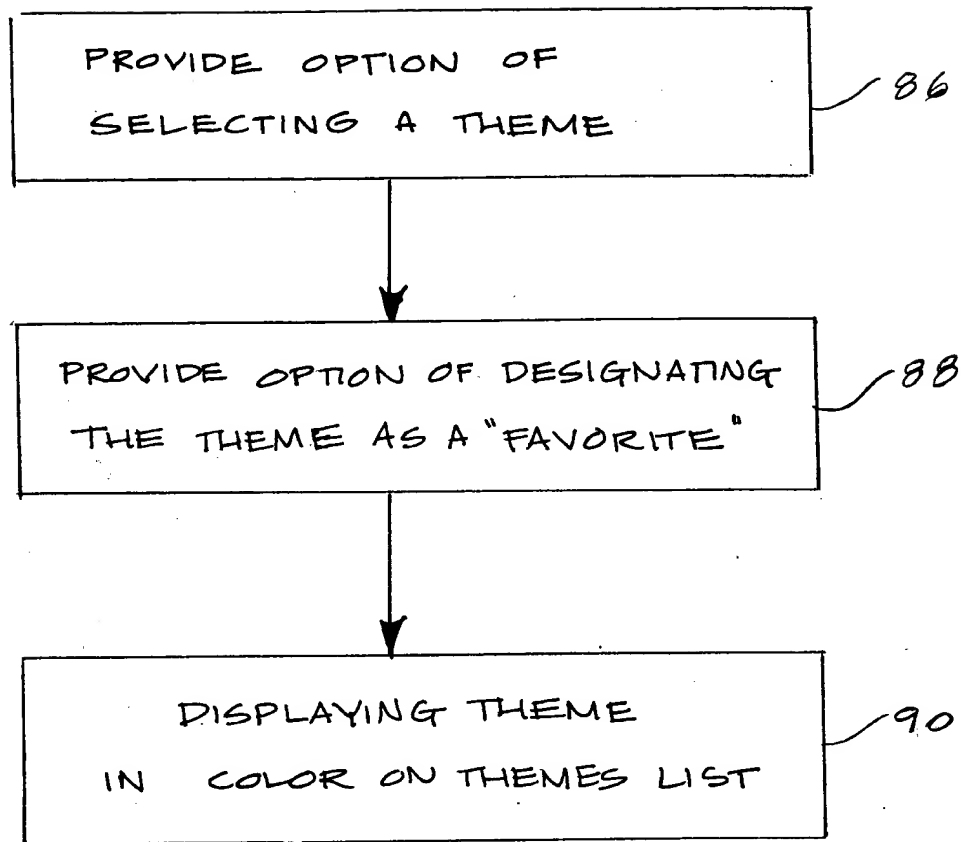 PROVIDE OPTION OF
SELECTING A THEME
86
PROVIDE OPTION OF DESIGNATING
THE THEME AS A "FAVORITE"
88
DISPLAYING THEME
IN COLOR ON THEMES LIST
90